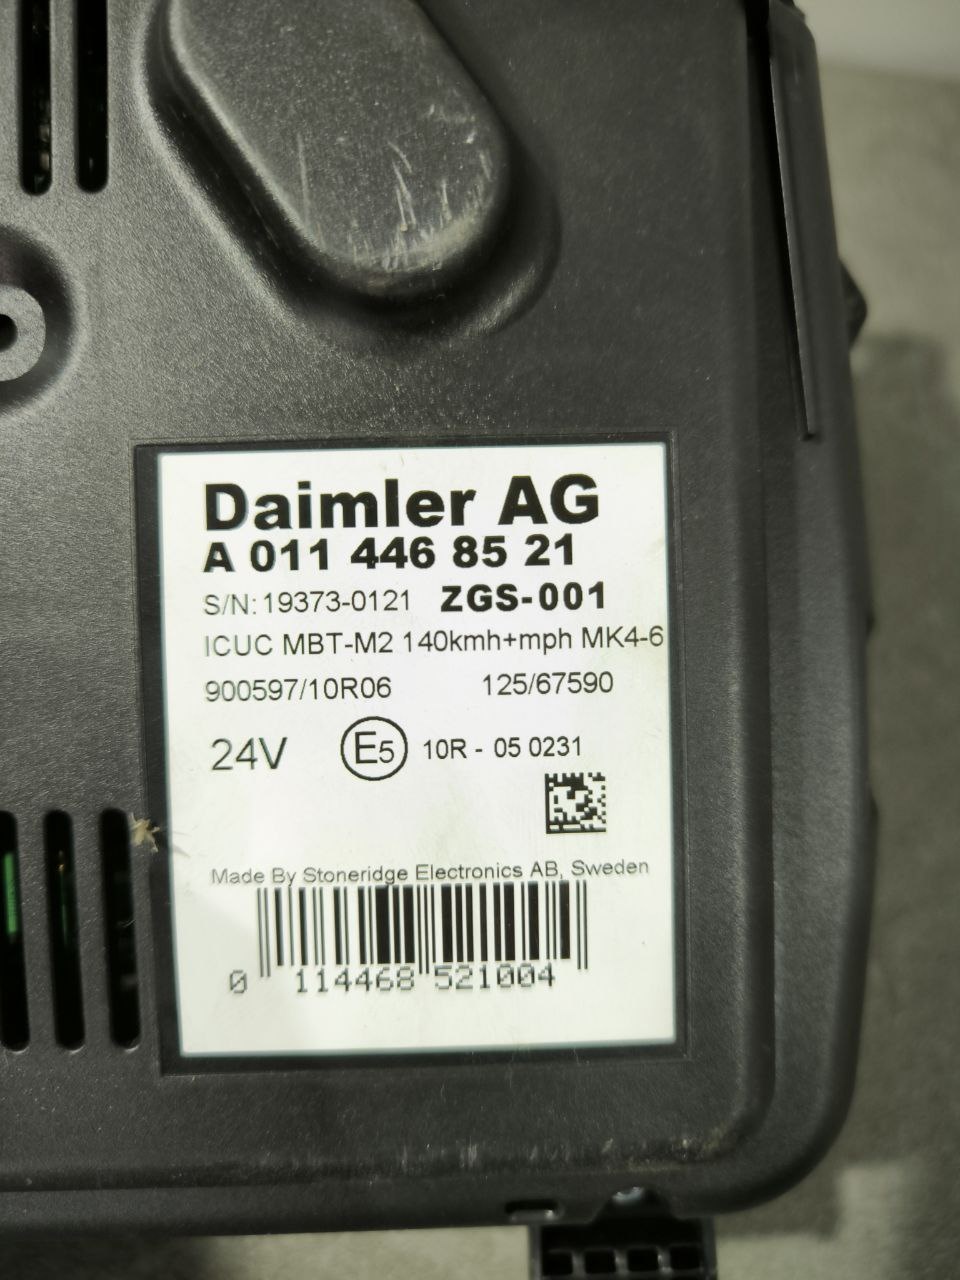 Daimler AG
A 011 446 85 21
S/N: 19373-0121 ZGS-001
ICUC MBT-M2 140kmh+mph MK4-6
900597/10R06 125/67590
24V E5 10R - 05 0231
Made By Stoneridge Electronics AB, Sweden
0 114468 521004